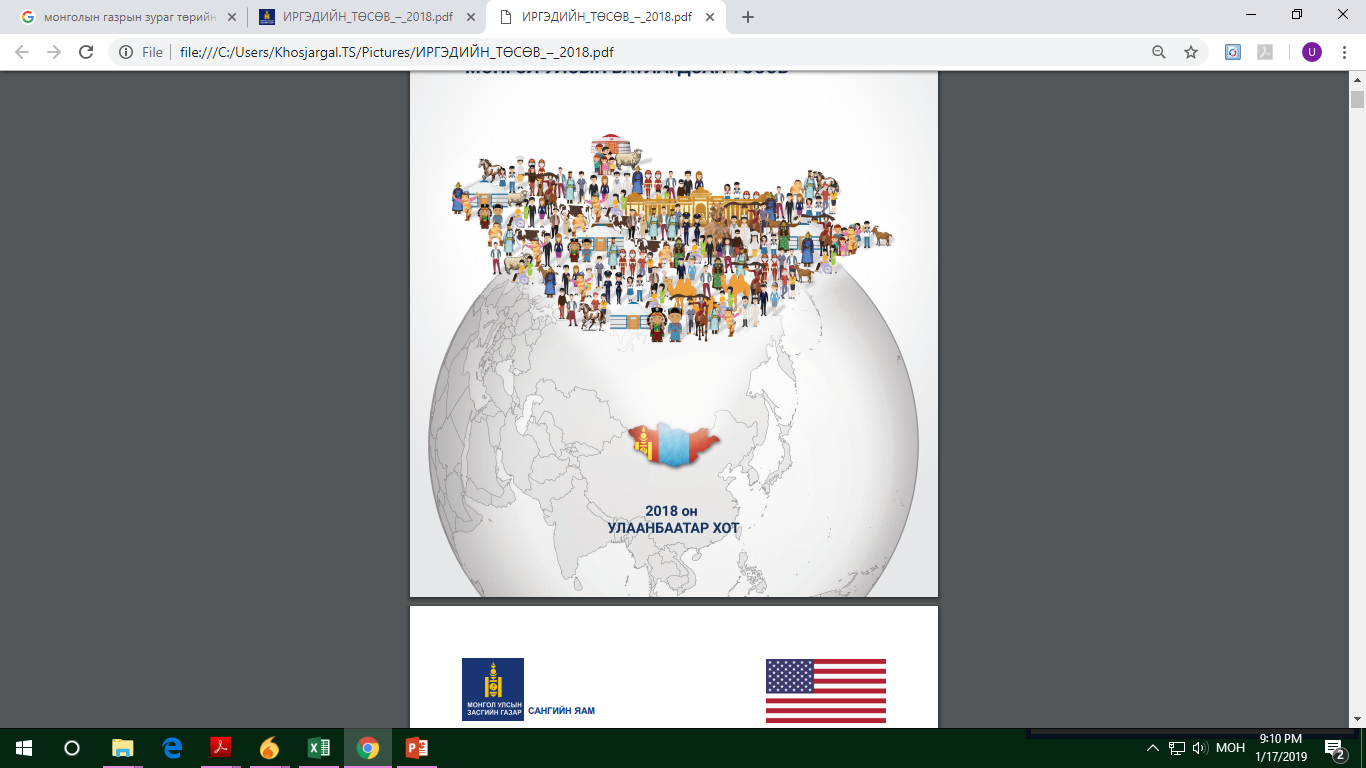 монголын газрын зураг төрийн
ИРГЭДИЙН_ТӨСӨВ_–_2018.pdf
ИРГЭДИЙН_ТӨСӨВ_–_2018.pdf
File
file:///C:/Users/Khosjargal.TS/Pictures/ИРГЭДИЙН_ТӨСӨВ_–_2018.pdf
U
2018 он
УЛААНБААТАР ХОТ
МОНГОЛ УЛСЫН
ЗАСГИЙН ГАЗАР
САНГИЙН ЯАМ
МОН
9:10 PM
1/17/2019
2